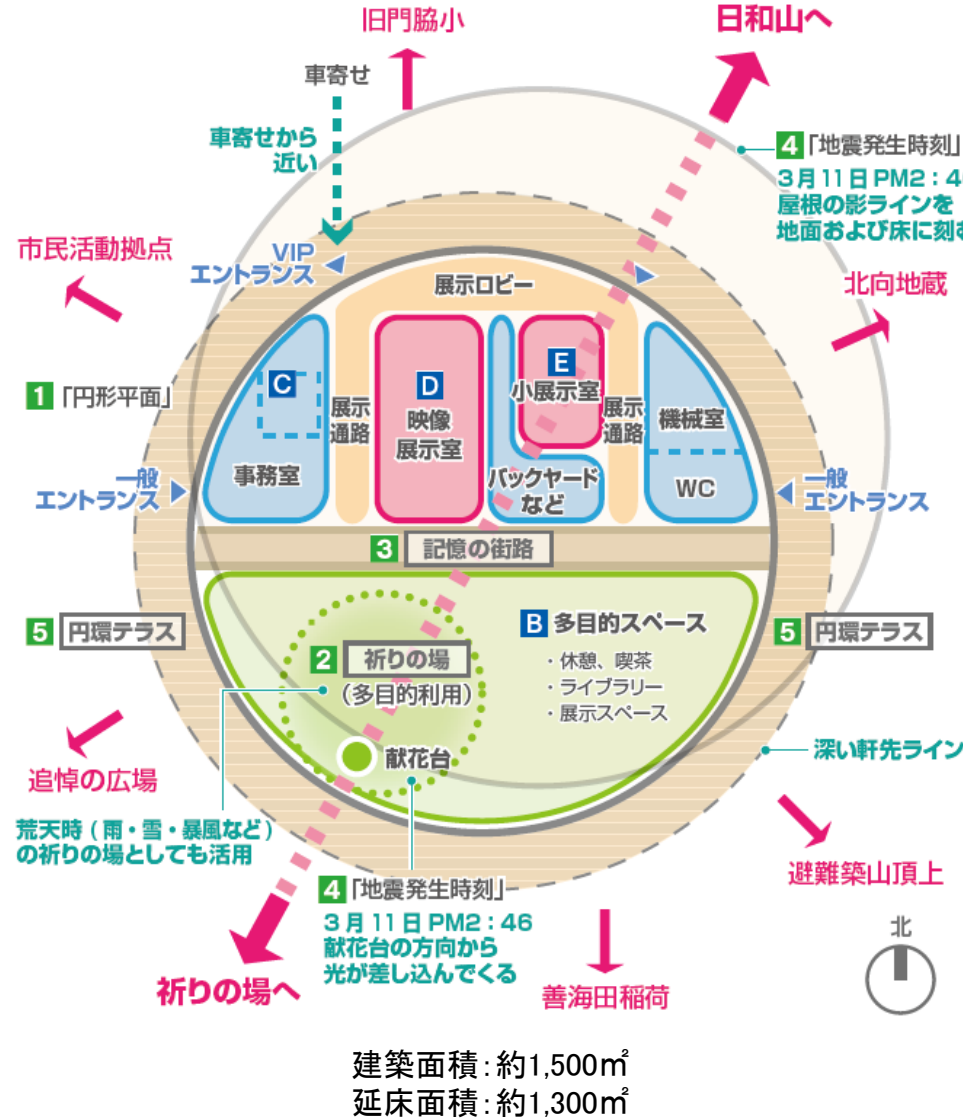 旧門脇小
日和山へ
車寄せ
車寄せから
近い
4「地震発生時刻」
3月11日 PM2：4
屋根の影ラインを
地面および床に刻
市民活動拠点
VIP
エントランス
北向地蔵
展示ロビー
1「円形平面」
C
D
E
小展示室
映像
展示室
展示
通路
展示
通路
機械室
事務室
バックヤード
など
WC
一般
エントランス
一般
エントランス
3 記憶の街路
5 円環テラス
B 多目的スペース
5 円環テラス
2 祈りの場
（多目的利用）
・休憩、喫茶
・ライブラリー
・展示スペース
献花台
深い軒先ライン
追悼の広場
荒天時（雨・雪・暴風など）
の祈りの場としても活用
避難築山頂上
4「地震発生時刻」
3月11日 PM2：46
献花台の方向から
光が差し込んでくる
北
祈りの場へ
善海田稲荷
建築面積：約1,500㎡
延床面積：約1,300㎡